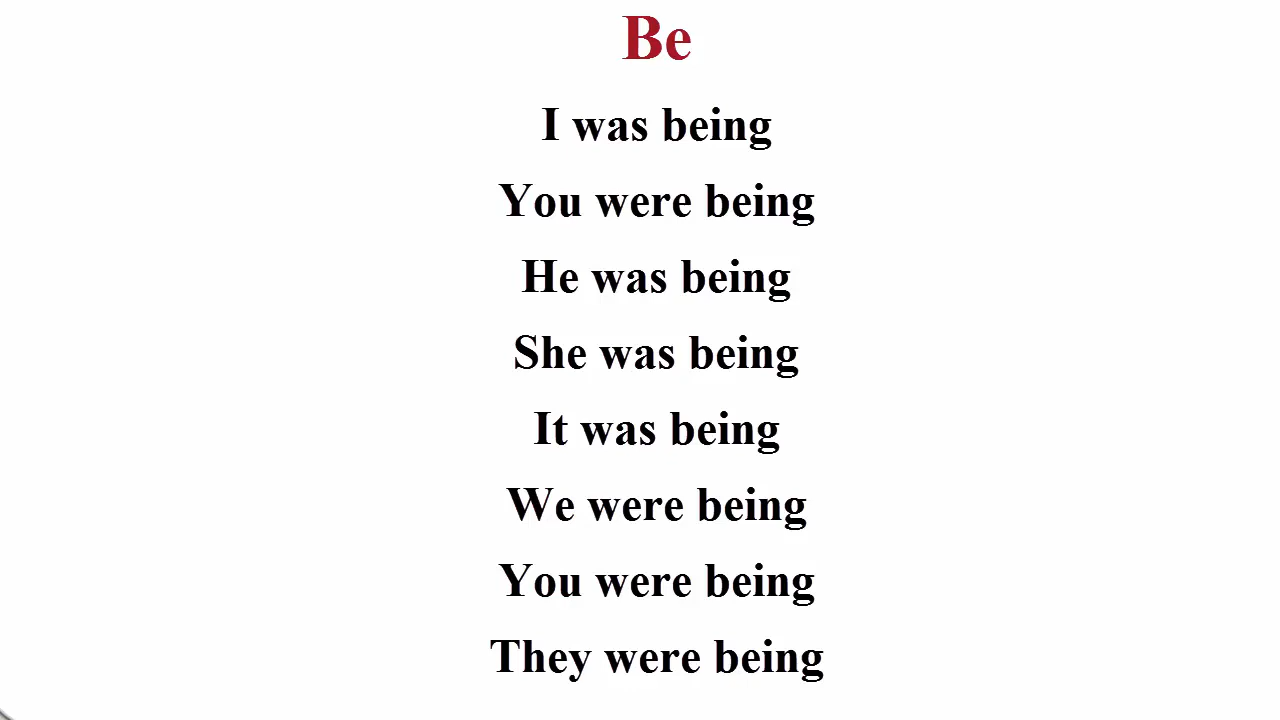 Be
I was being
You were being
He was being
She was being
It was being
We were being
You were being
They were being